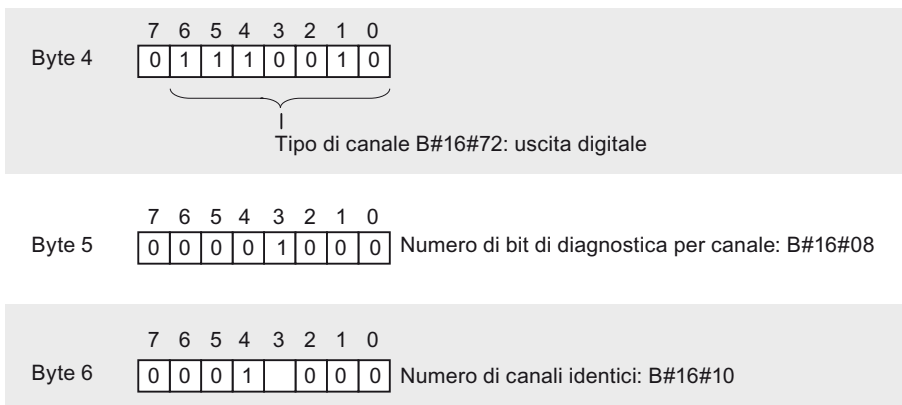 7 6 5 4 3 2 1 0
Byte 4 0 1 1 1 0 0 1 0
Tipo di canale B#16#72: uscita digitale
7 6 5 4 3 2 1 0
Byte 5 0 0 0 0 1 0 0 0 Numero di bit di diagnostica per canale: B#16#08
7 6 5 4 3 2 1 0
Byte 6 0 0 0 1 0 0 0 Numero di canali identici: B#16#10